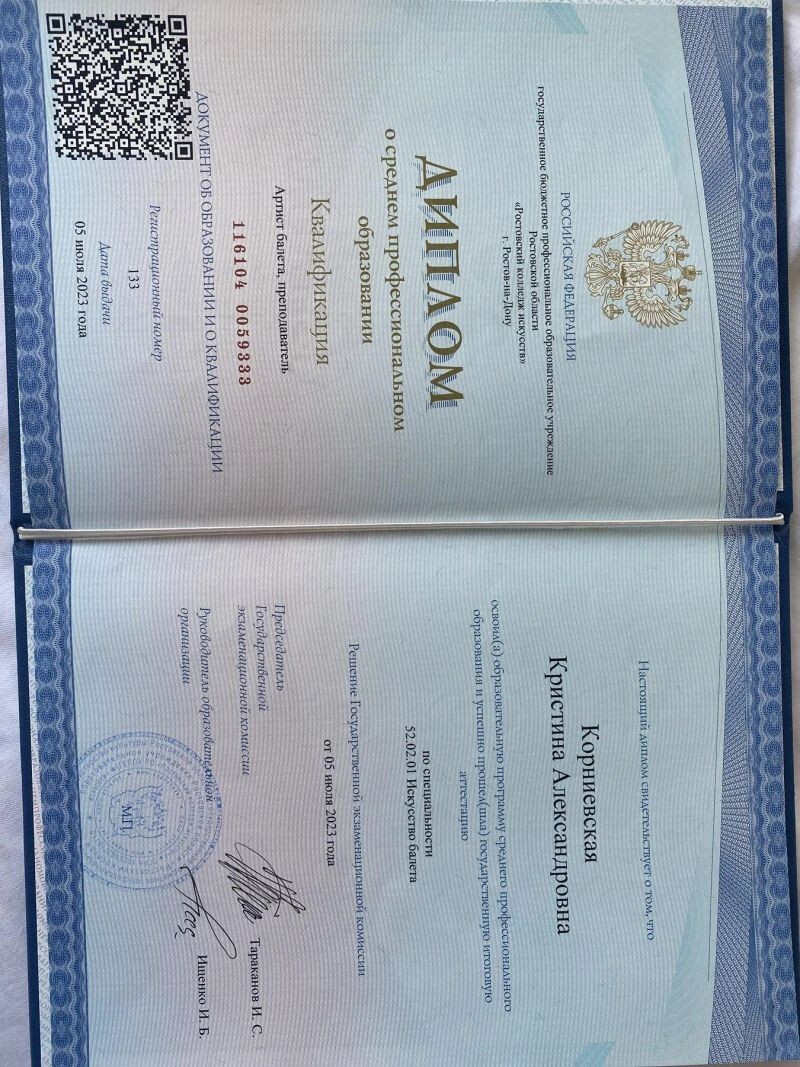 РОССИЙСКАЯ ФЕДЕРАЦИЯ
государственное бюджетное профессиональное образовательное учреждение
Ростовской области
«Ростовский колледж искусств»
г. Ростов-на-Дону
ДИПЛОМ
о среднем профессиональном
образовании
Квалификация
Артист балета, преподаватель
116104 0059333
ДОКУМЕНТ ОБ ОБРАЗОВАНИИ И О КВАЛИФИКАЦИИ
Регистрационный номер
133
Дата выдачи
05 июля 2023 года
Настоящий диплом свидетельствует о том, что
Корниевская
Кристина Александровна
освоил(а) образовательную программу среднего профессионального
образования и успешно прошел(шла) государственную итоговую
аттестацию
по специальности
52.02.01 Искусство балета
Решение Государственной экзаменационной комиссии
от 05 июля 2023 года
Председатель
Государственной
экзаменационной комиссии
Тараканов И. С.
Руководитель образовательной
организации
Ищенко И. Б.
М.П.